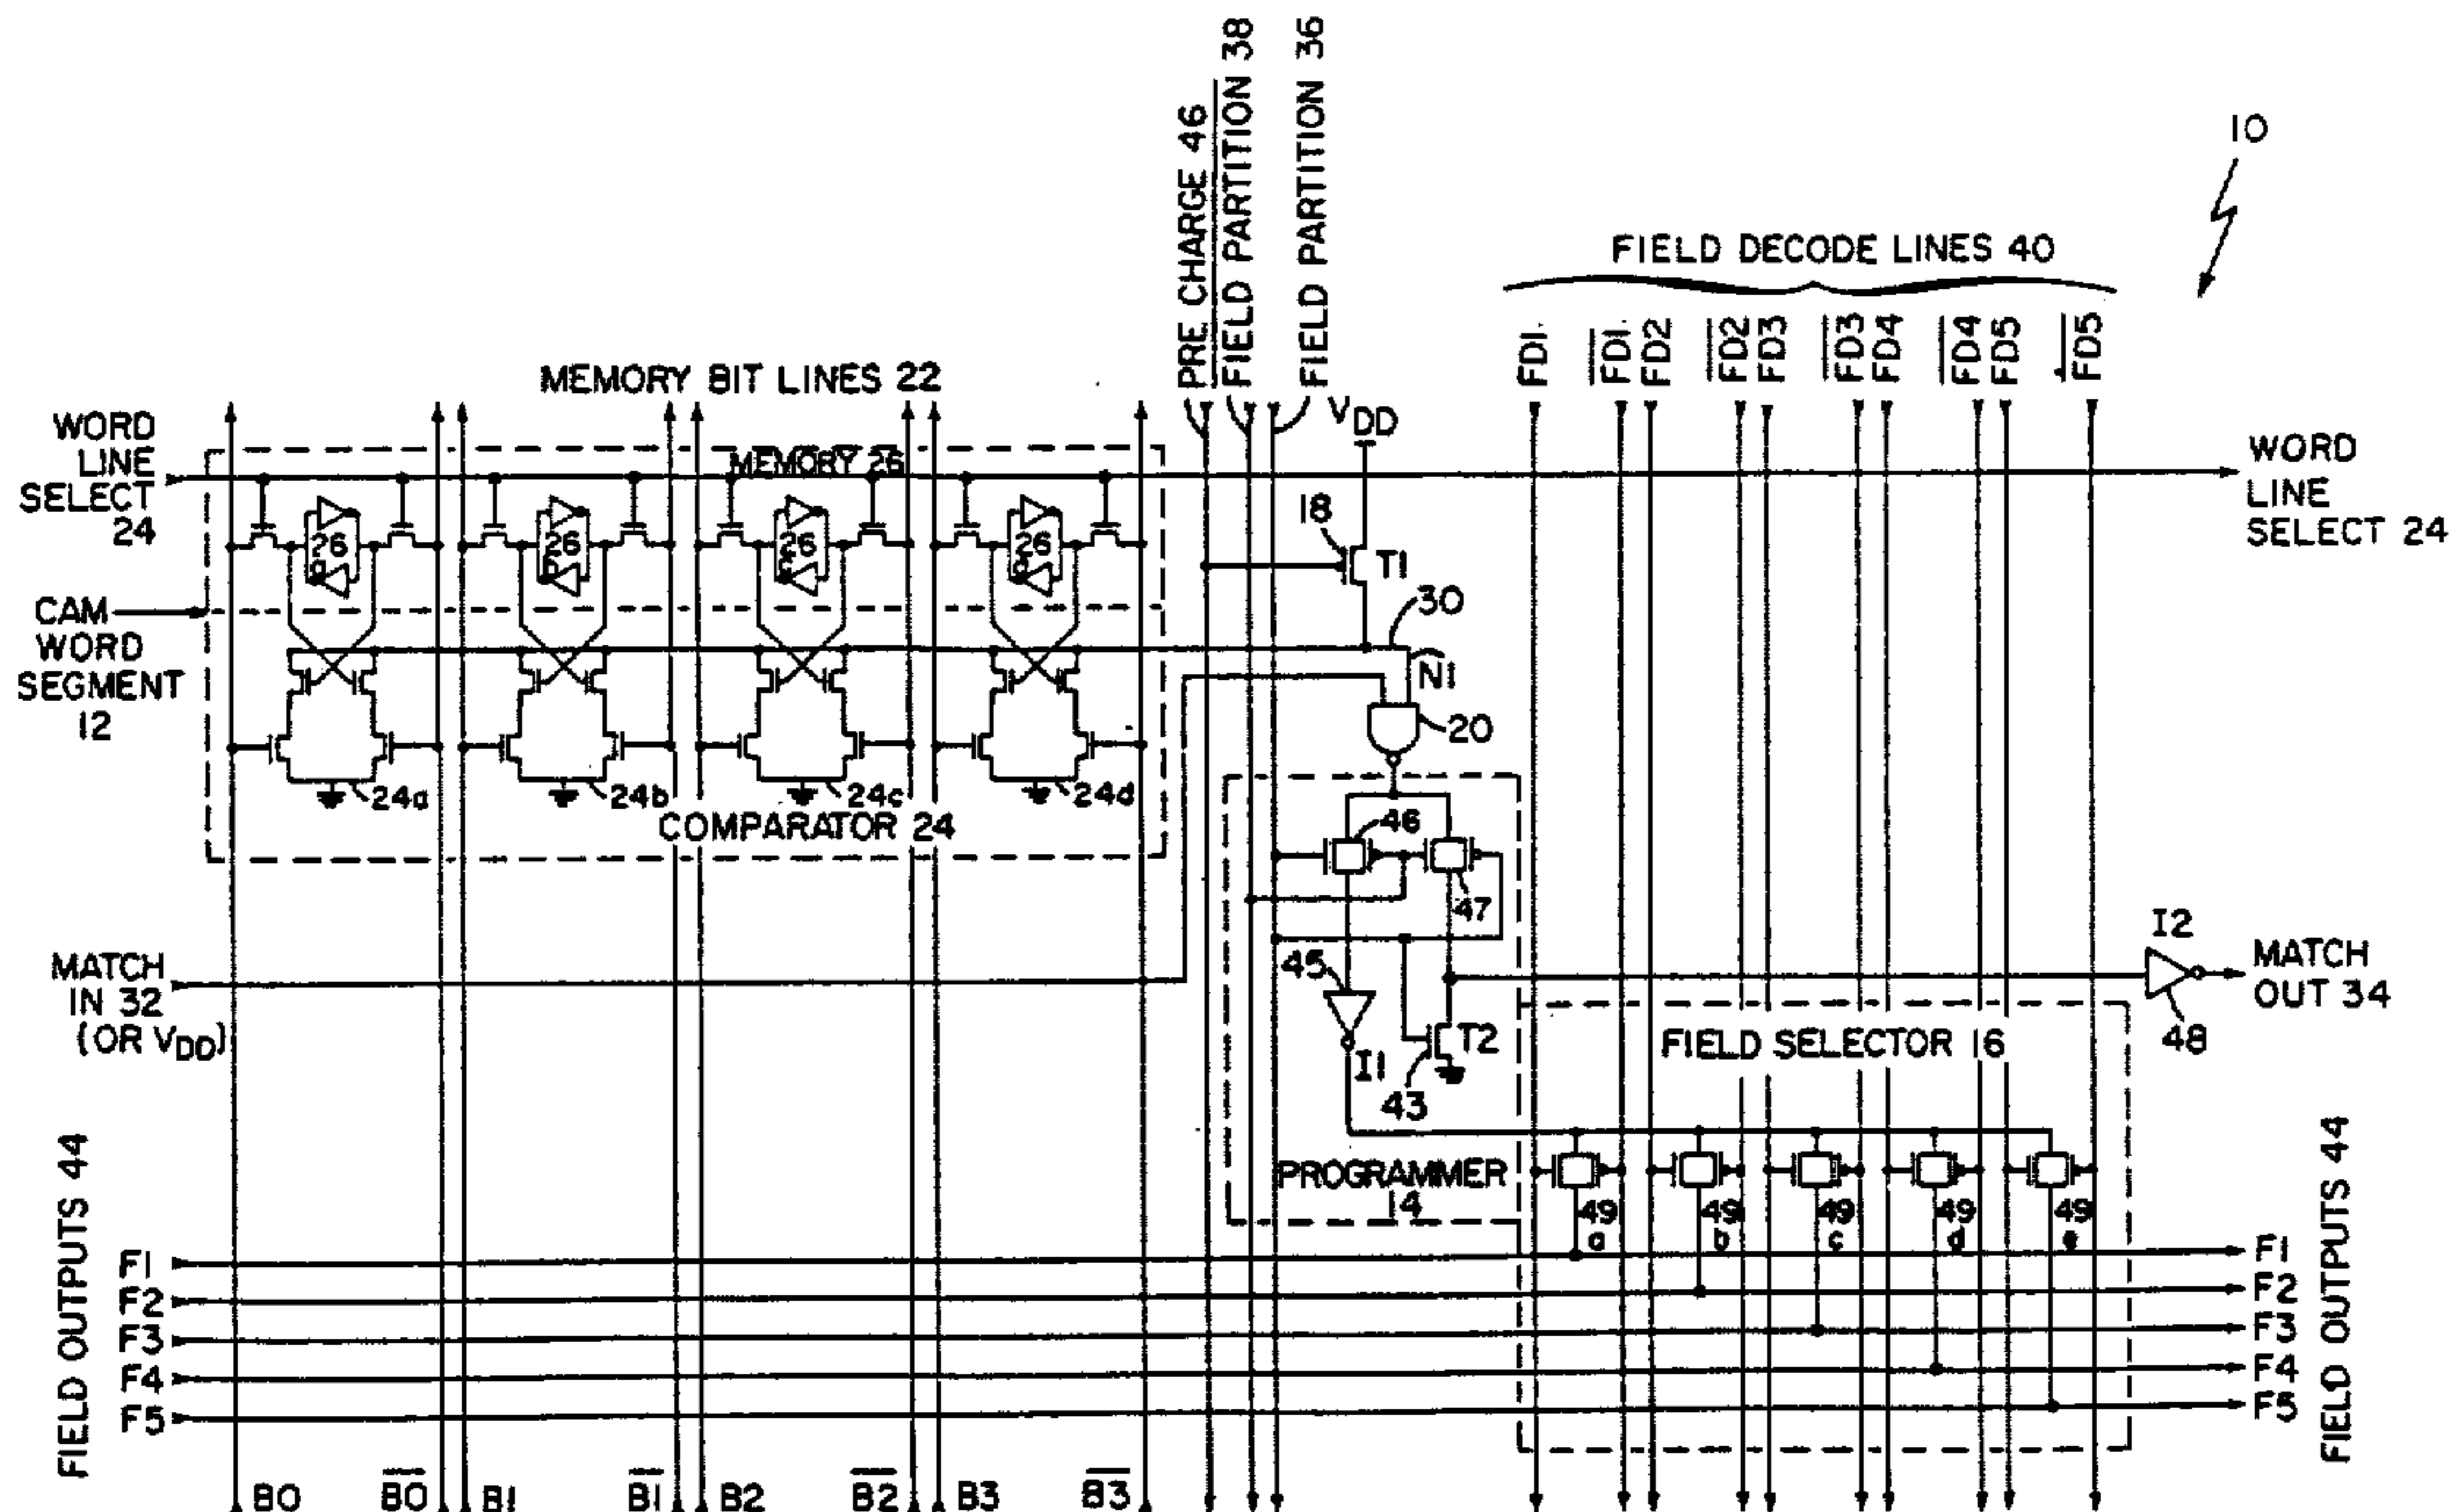 PRE CHARGE 46
FIELD PARTITION 38
FIELD PARTITION 36
10
FIELD DECODE LINES 40
FD1
FD1
FD2
FD2
FD3
FD3
FD4
FD4
FD5
FD5
MEMORY BIT LINES 22
VDD
WORD
LINE
SELECT
24
MEMORY 26
WORD
LINE
SELECT 24
18
T1
26
26
26
26
30
CAM
WORD
SEGMENT
12
N1
20
24a
24b
24c
24d
COMPARATOR 24
46
47
MATCH
IN 32
(OR VDD)
45
I2
MATCH
OUT 34
48
T2
FIELD SELECTOR 16
I1
43
PROGRAMMER
14
49
a
49
b
49
c
49
d
49
e
FIELD OUTPUTS 44
F1
F2
F3
F4
F5
F1
F2
F3
F4
F5
FIELD OUTPUTS 44
B0
B0
B1
B1
B2
B2
B3
B3